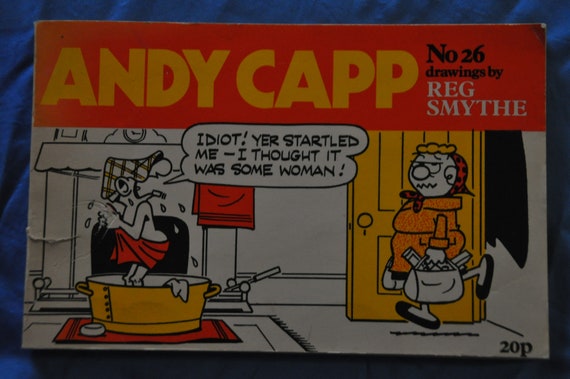 ANDY CAPP
No 26
drawings by
REG
SMYTHE
IDIOT! YER STARTLED
ME – I THOUGHT IT
WAS SOME WOMAN!
20p